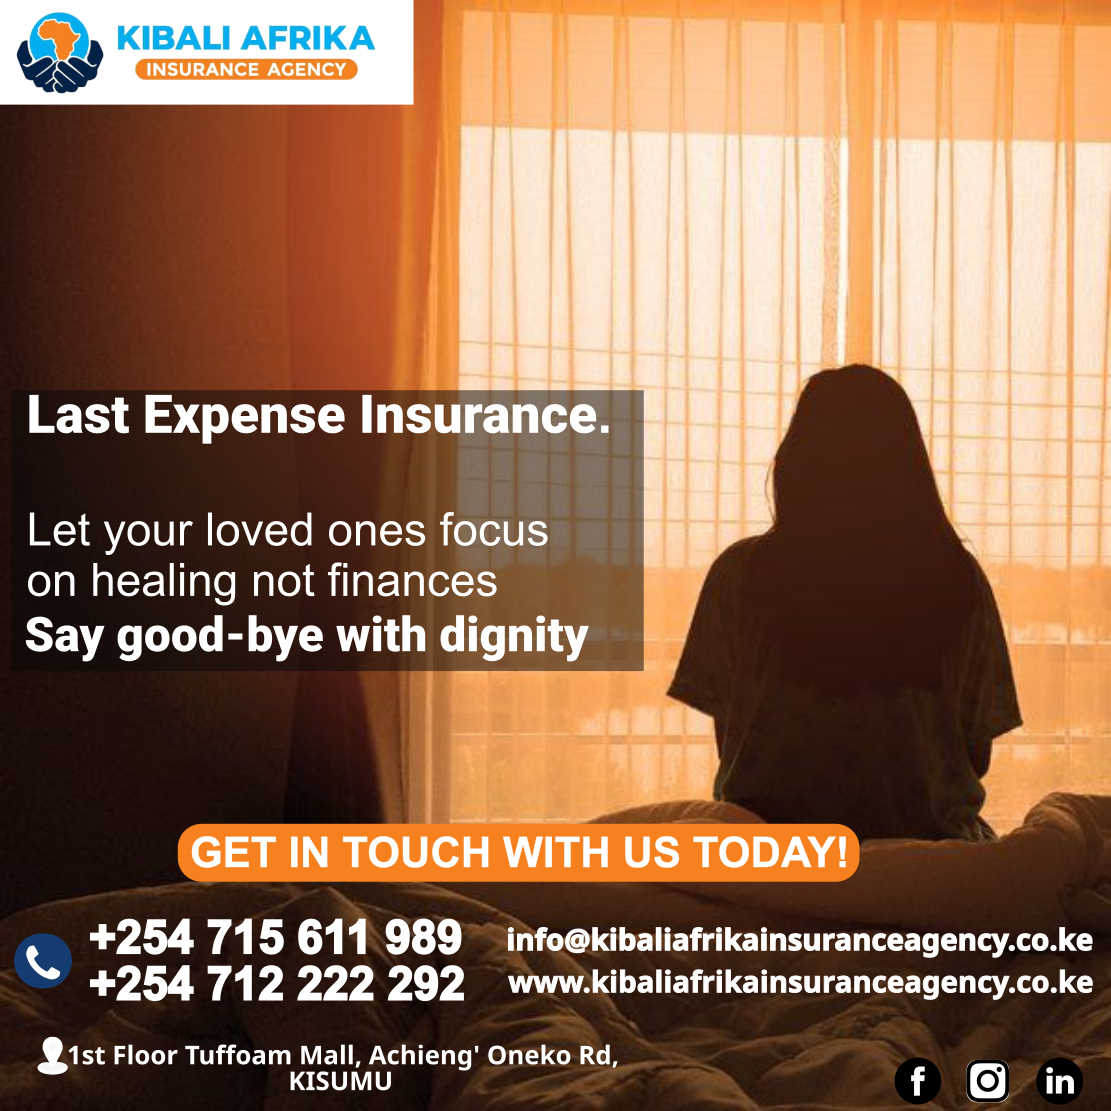 KIBALI AFRIKA
INSURANCE AGENCY
Last Expense Insurance.
Let your loved ones focus
on healing not finances
Say good-bye with dignity
GET IN TOUCH WITH US TODAY!
+254 715 611 989
+254 712 222 292
info@kibaliafrikainsuranceagency.co.ke
www.kibaliafrikainsuranceagency.co.ke
1st Floor Tuffoam Mall, Achieng' Oneko Rd,
KISUMU
f
in